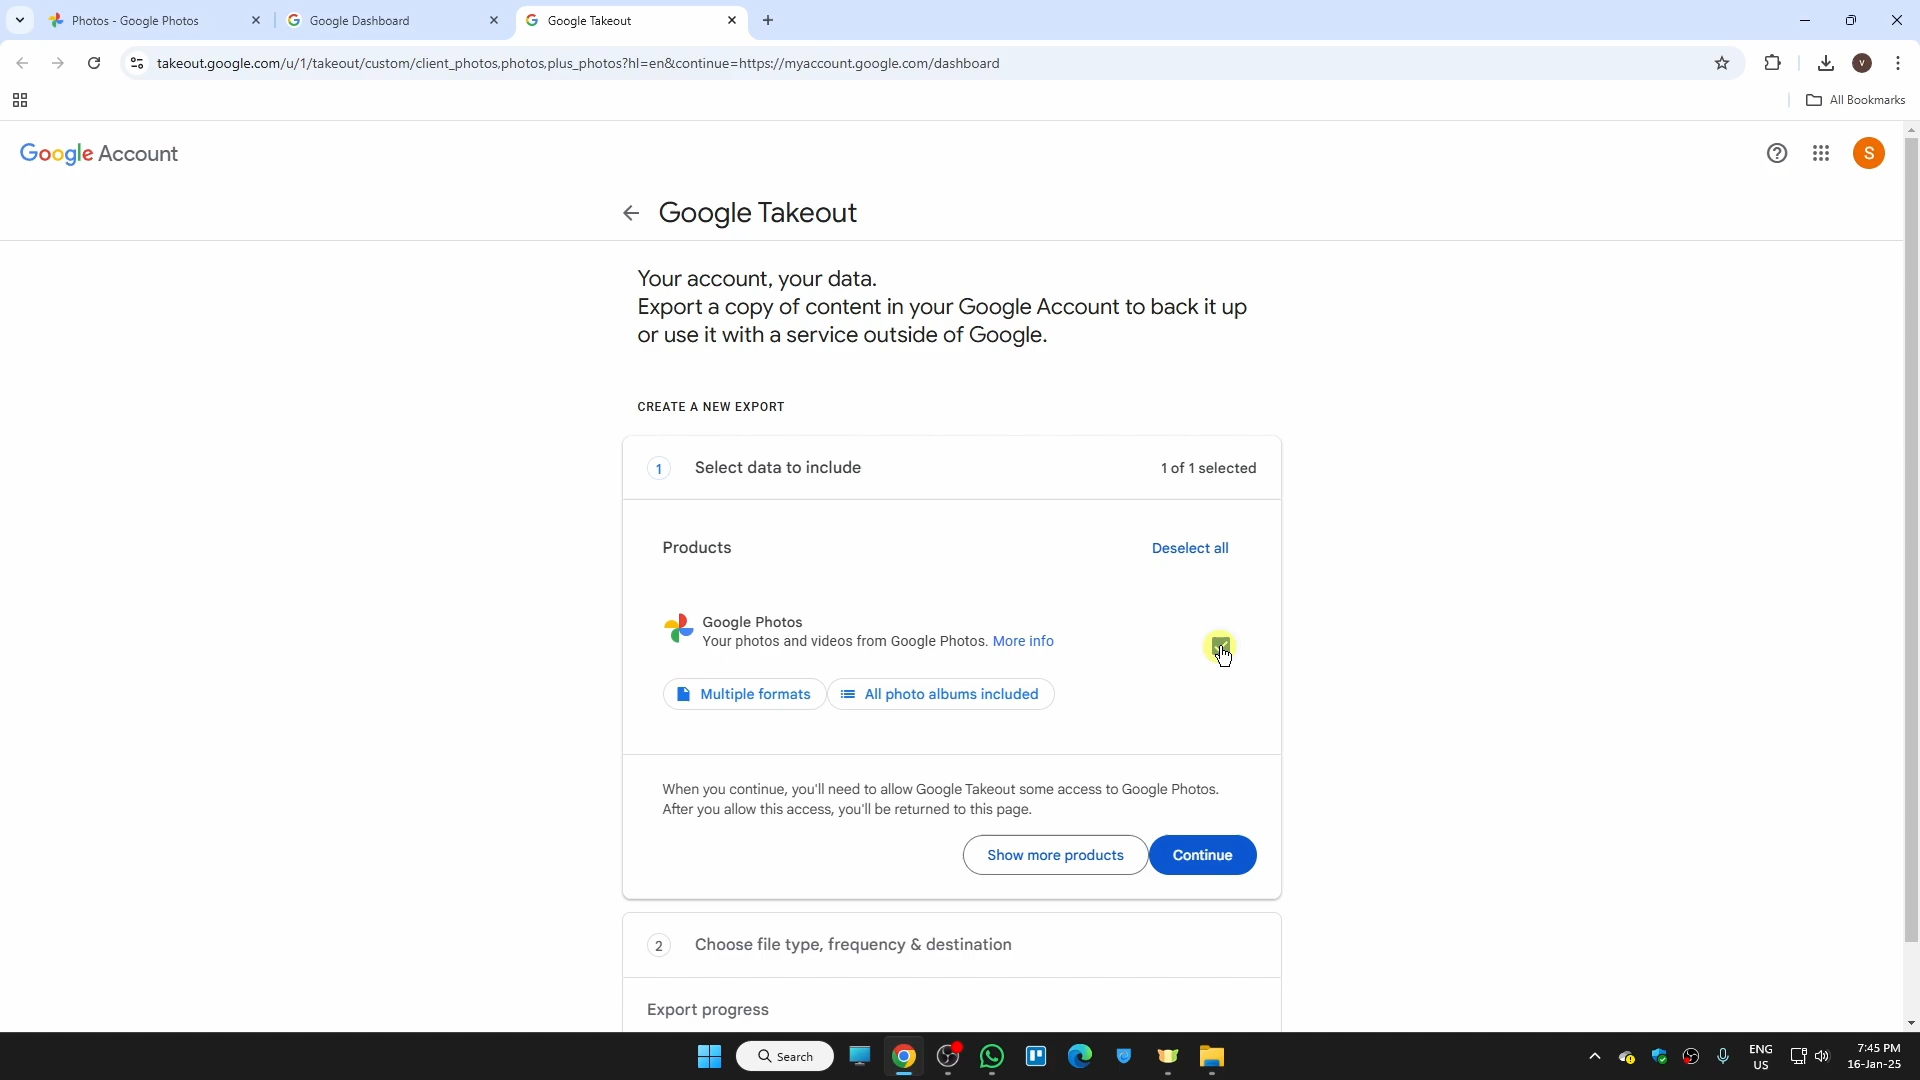 Photos - Google Photos
Google Dashboard
Google Takeout
takeout.google.com/u/1/takeout/custom/client_photos,photos,plus_photos?hl=en&continue=https://myaccount.google.com/dashboard
V
All Bookmarks
Google Account
S
Google Takeout
Your account, your data.
Export a copy of content in your Google Account to back it up
or use it with a service outside of Google.
CREATE A NEW EXPORT
1 Select data to include 1 of 1 selected
Products Deselect all
Google Photos
Your photos and videos from Google Photos. More info
Multiple formats All photo albums included
When you continue, you'll need to allow Google Takeout some access to Google Photos.
After you allow this access, you'll be returned to this page.
Show more products Continue
2 Choose file type, frequency & destination
Export progress
Search
ENG
US
7:45 PM
16-Jan-25